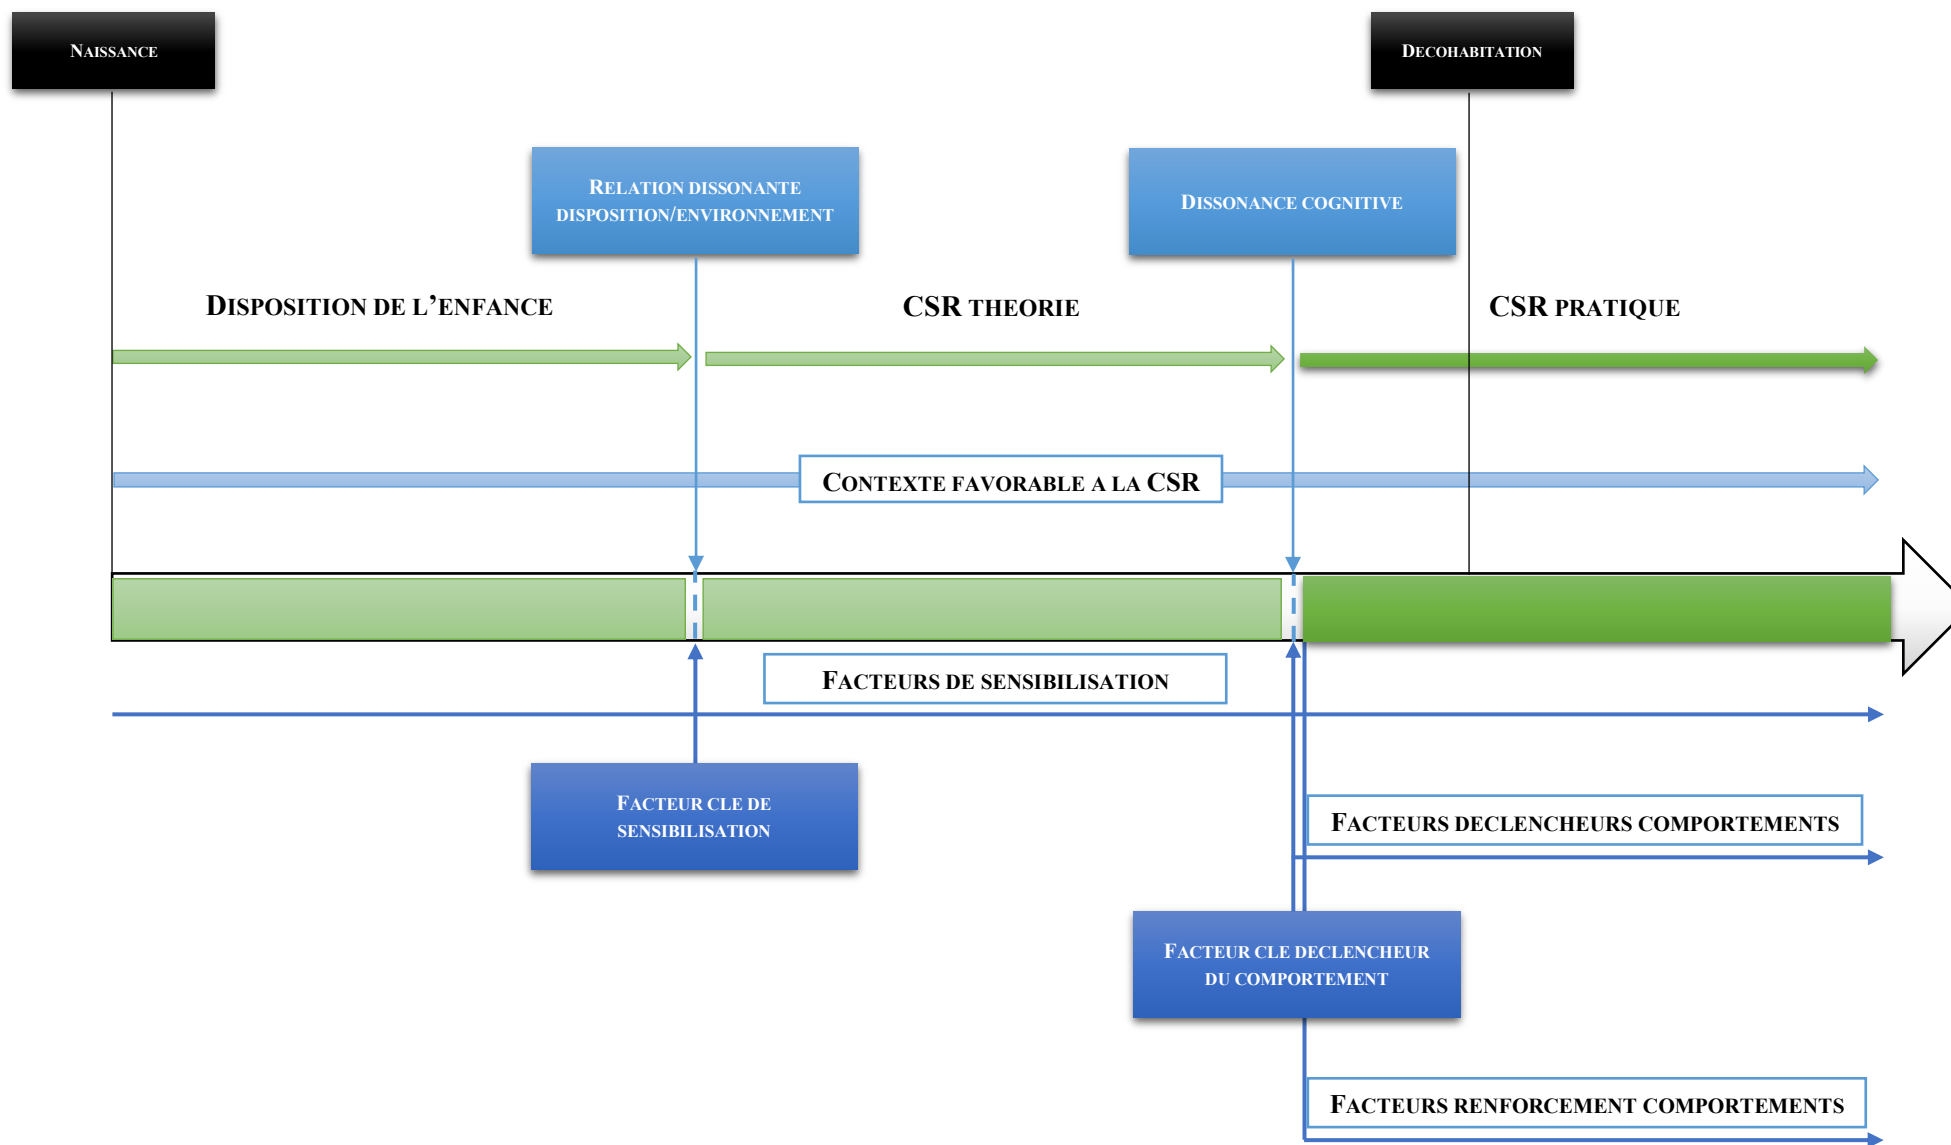 NAISSANCE
DECOHABITATION
RELATION DISSONANTE
DISPOSITION/ENVIRONNEMENT
DISSONANCE COGNITIVE
DISPOSITION DE L’ENFANCE
CSR THEORIE
CSR PRATIQUE
CONTEXTE FAVORABLE A LA CSR
FACTEURS DE SENSIBILISATION
FACTEUR CLE DE
SENSIBILISATION
FACTEURS DECLENCHEURS COMPORTEMENTS
FACTEUR CLE DECLENCHEUR
DU COMPORTEMENT
FACTEURS RENFORCEMENT COMPORTEMENTS